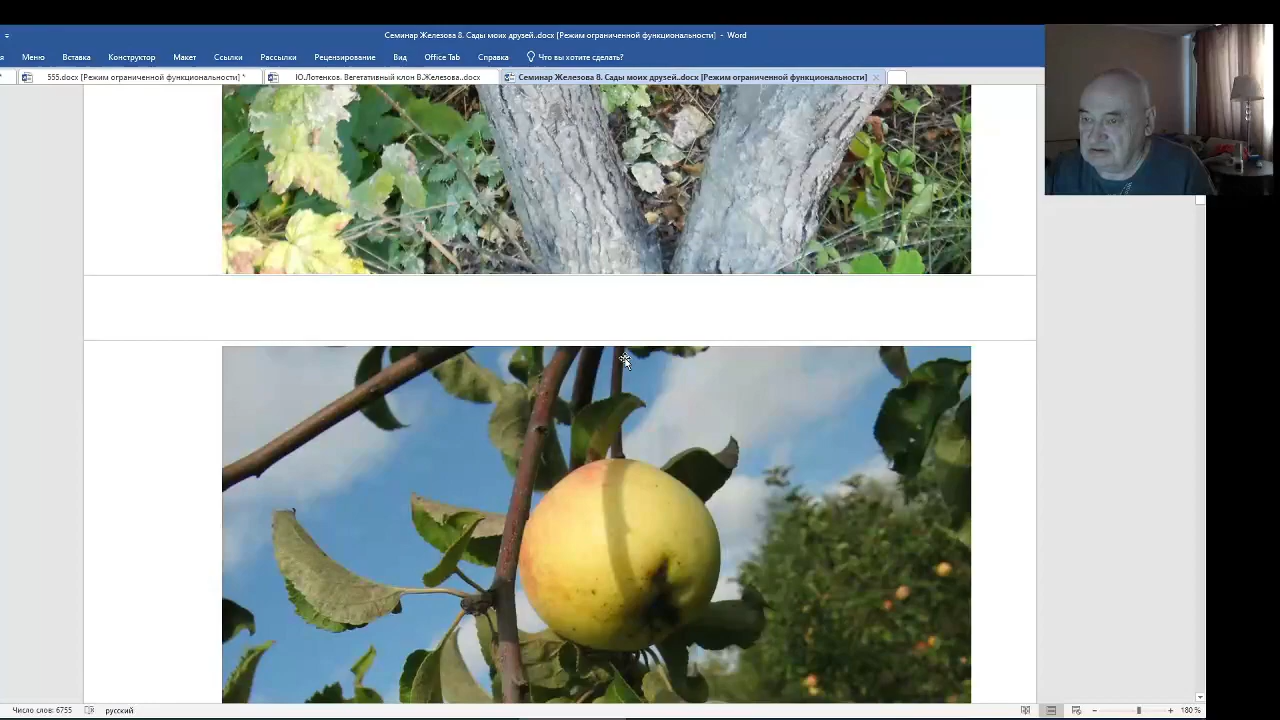 Семинар Железова 8. Сады моих друзей..docx [Режим ограниченной функциональности] - Word
Меню Вставка Конструктор Макет Ссылки Рассылки Рецензирование Вид Office Tab Справка Что вы хотите сделать?
555.docx [Режим ограниченной функциональности] * Ю.Лотенков. Вегетативный клон В.Железова..docx Семинар Железова 8. Сады моих друзей..docx [Режим ограниченной функциональности]
Число слов: 6755 русский 180 %